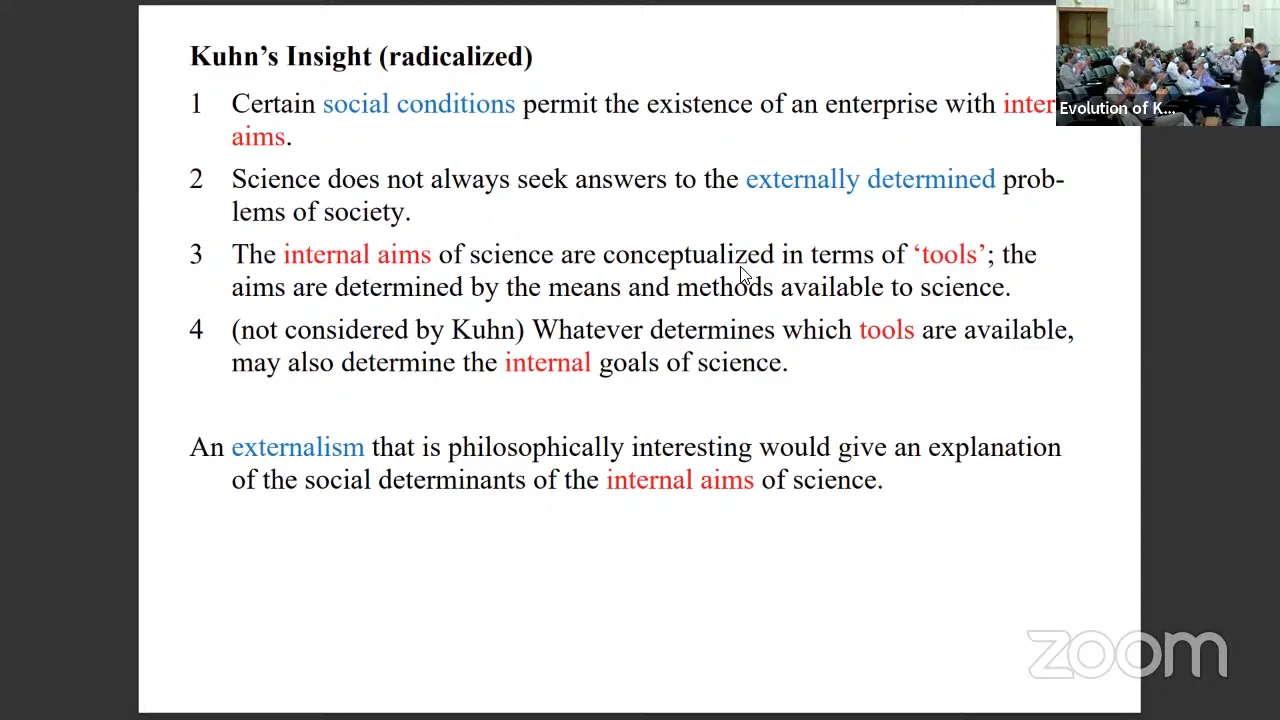 Kuhn's Insight (radicalized)
1 Certain social conditions permit the existence of an enterprise with inter
aims.
2 Science does not always seek answers to the externally determined prob-
lems of society.
3 The internal aims of science are conceptualized in terms of ‘tools’; the
aims are determined by the means and methods available to science.
4 (not considered by Kuhn) Whatever determines which tools are available,
may also determine the internal goals of science.
An externalism that is philosophically interesting would give an explanation
of the social determinants of the internal aims of science.
Evolution of K...
zoom